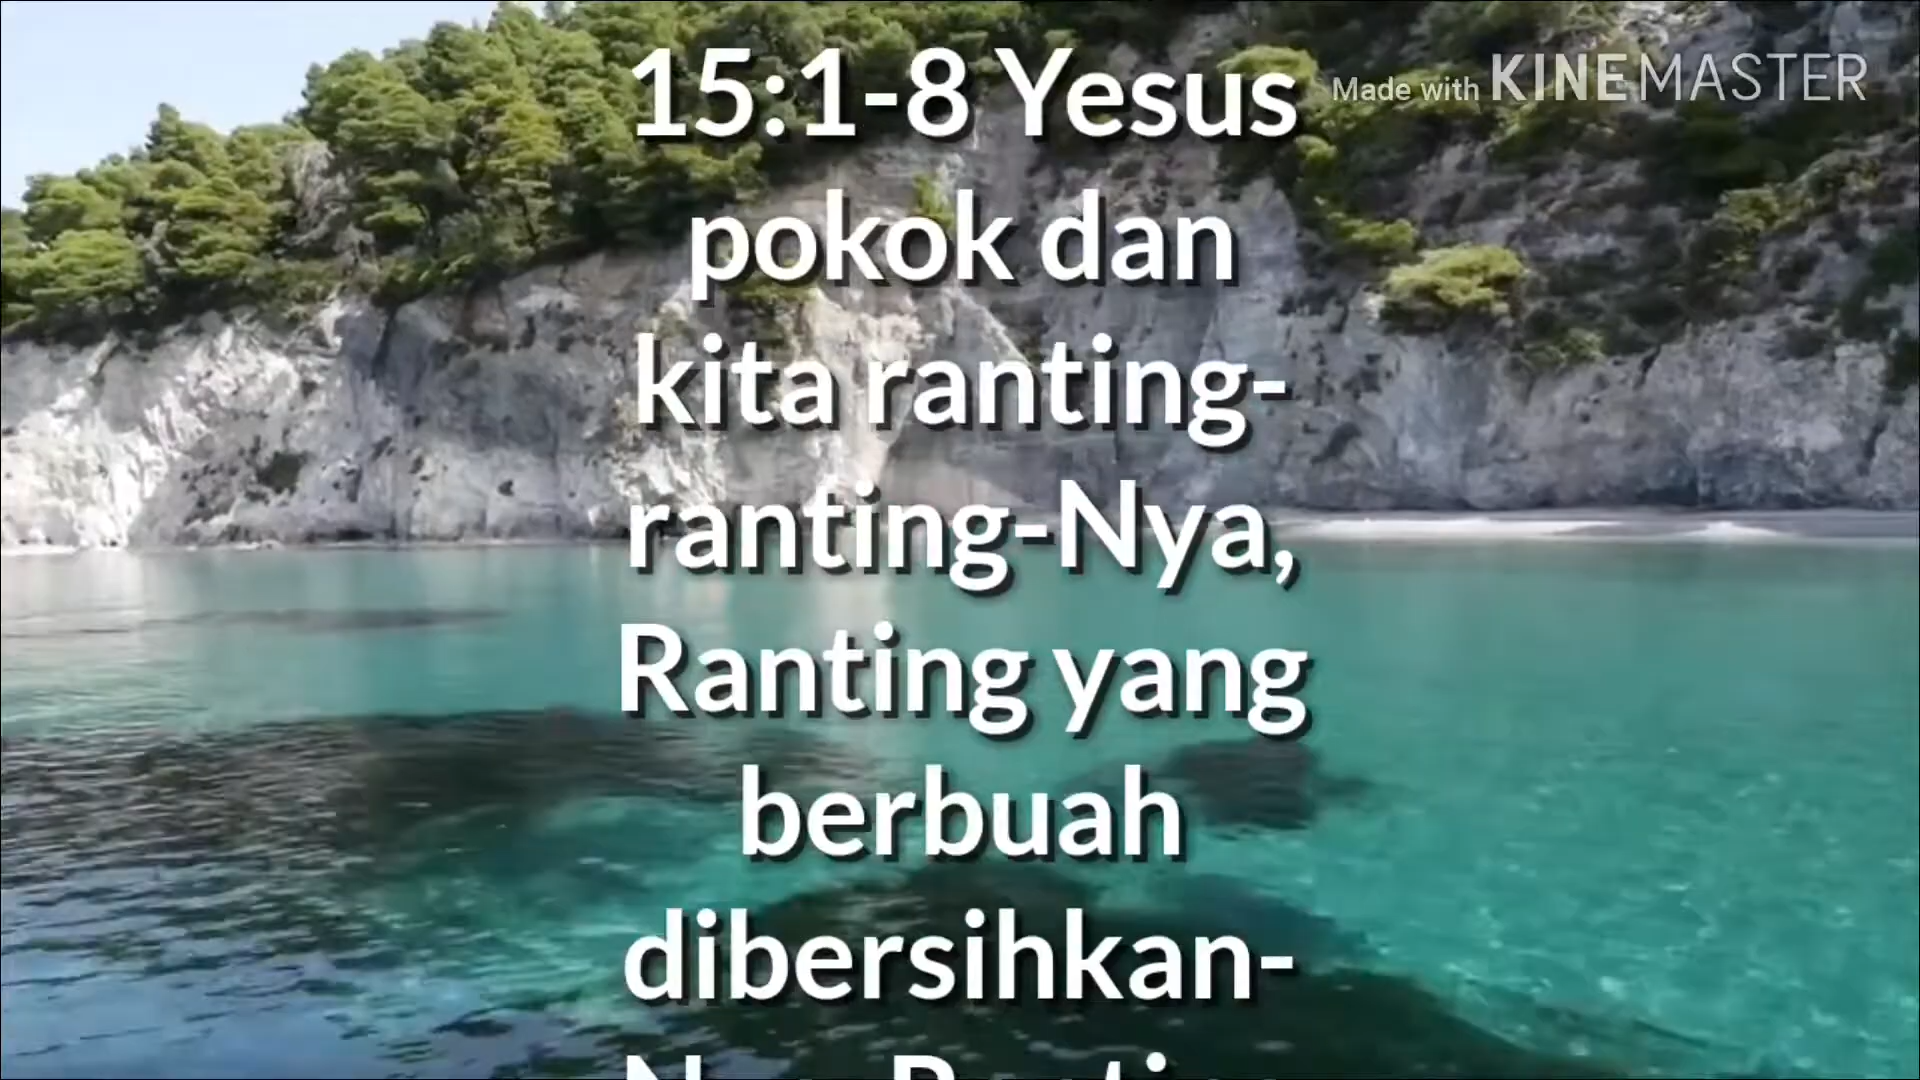 15:1-8 Yesus
Made with KINEMASTER
pokok dan
kita ranting-
ranting-Nya,
Ranting yang
berbuah
dibersihkan-